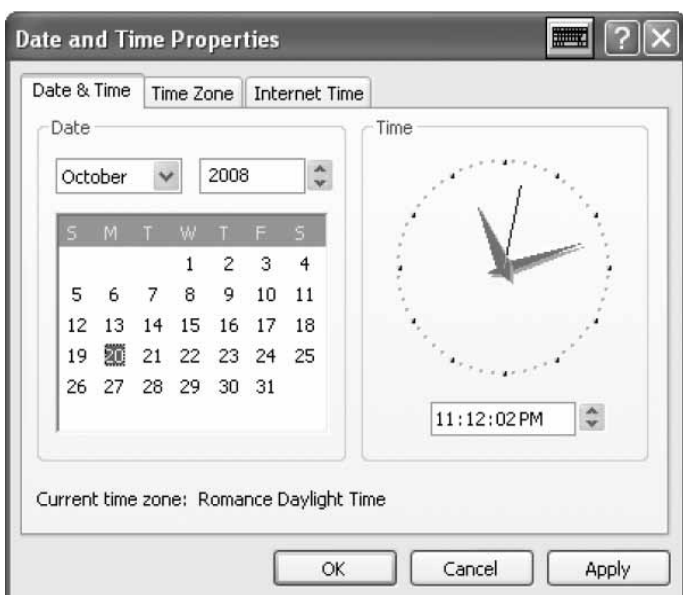 Date and Time Properties
Date & Time Time Zone Internet Time
Date
Time
October 2008
S M T W T F S
1 2 3 4
5 6 7 8 9 10 11
12 13 14 15 16 17 18
19 20 21 22 23 24 25
26 27 28 29 30 31
11:12:02 PM
Current time zone: Romance Daylight Time
OK Cancel Apply